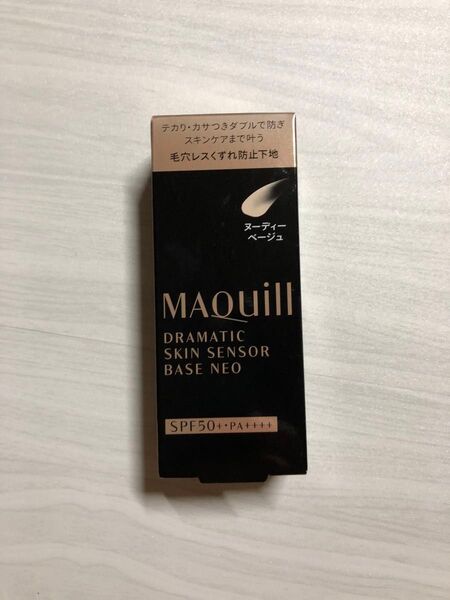 テカリ・カサつきダブルで防ぎ
スキンケアまで叶う
毛穴レスくずれ防止下地
ヌーディー
ベージュ
MAQuill
DRAMATIC
SKIN SENSOR
BASE NEO
SPF50+・PA++++